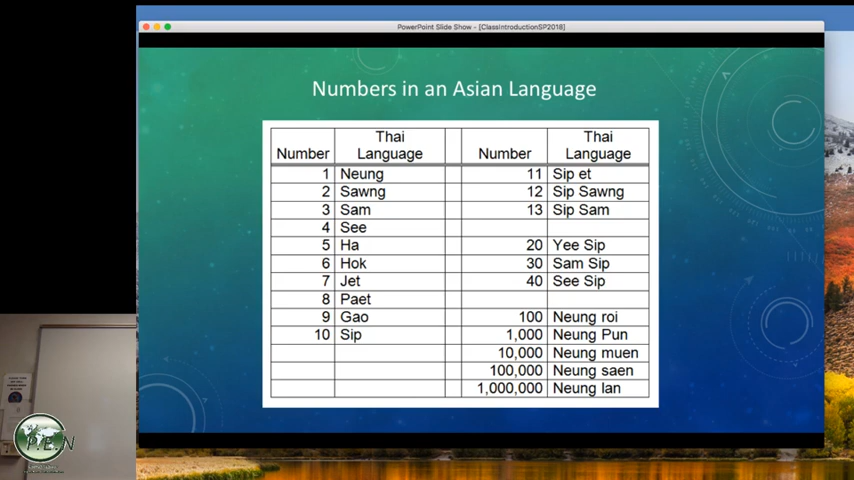 PowerPoint Slide Show - [ClassIntroductionSP2018]
Numbers in an Asian Language
Number Thai Language Number Thai Language
1 Neung 11 Sip et
2 Sawng 12 Sip Sawng
3 Sam 13 Sip Sam
4 See
5 Ha 20 Yee Sip
6 Hok 30 Sam Sip
7 Jet 40 See Sip
8 Paet
9 Gao 100 Neung roi
10 Sip 1,000 Neung Pun
10,000 Neung muen
100,000 Neung saen
1,000,000 Neung lan
P.E.N